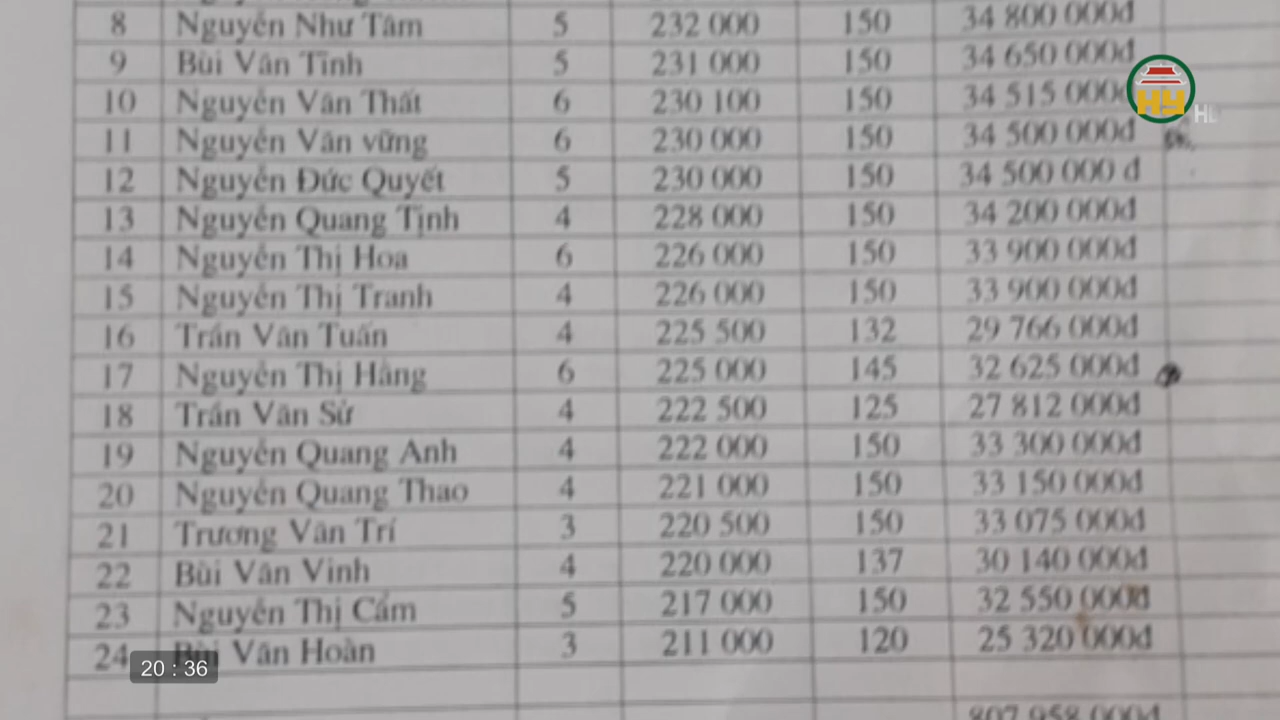 8 Nguyễn Như Tâm 5 232 000 150 34 800 000đ
9 Bùi Văn Tĩnh 5 231 000 150 34 650 000đ
10 Nguyễn Văn Thất 6 230 100 150 34 515 000đ
11 Nguyễn Văn vững 6 230 000 150 34 500 000đ
12 Nguyễn Đức Quyết 5 230 000 150 34 500 000 đ
13 Nguyễn Quang Tịnh 4 228 000 150 34 200 000đ
14 Nguyễn Thị Hoa 6 226 000 150 33 900 000đ
15 Nguyễn Thị Tranh 4 226 000 150 33 900 000đ
16 Trần Văn Tuấn 4 225 500 132 29 766 000đ
17 Nguyễn Thị Hằng 6 225 000 145 32 625 000đ
18 Trần Văn Sử 4 222 500 125 27 812 000đ
19 Nguyễn Quang Anh 4 222 000 150 33 300 000đ
20 Nguyễn Quang Thao 4 221 000 150 33 150 000đ
21 Trương Văn Trí 3 220 500 150 33 075 000đ
22 Bùi Văn Vinh 4 220 000 137 30 140 000đ
23 Nguyễn Thị Cẩm 5 217 000 150 32 550 000đ
24 Bùi Văn Hoàn 3 211 000 120 25 320 000đ
807 958 000đ
HY HD
20 : 36